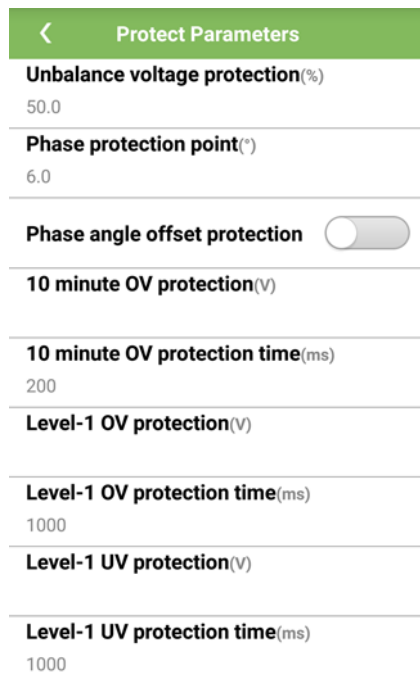 Protect Parameters
Unbalance voltage protection(%)
50.0
Phase protection point(°)
6.0
Phase angle offset protection
10 minute OV protection(V)
10 minute OV protection time(ms)
200
Level-1 OV protection(V)
Level-1 OV protection time(ms)
1000
Level-1 UV protection(V)
Level-1 UV protection time(ms)
1000